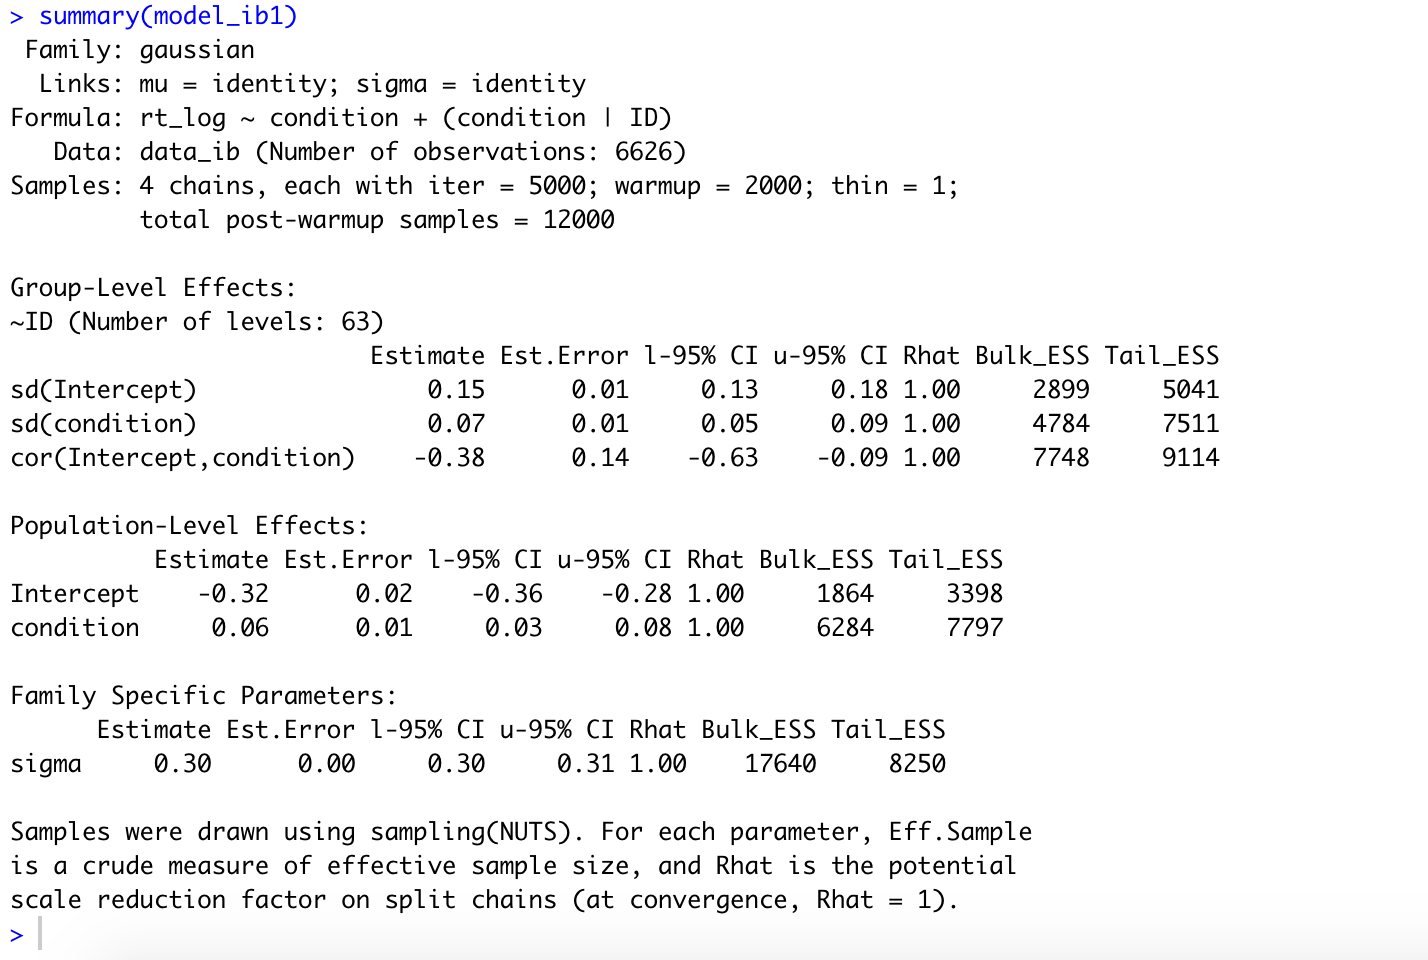 > summary(model_ib1)
Family: gaussian
Links: mu = identity; sigma = identity
Formula: rt_log ~ condition + (condition | ID)
Data: data_ib (Number of observations: 6626)
Samples: 4 chains, each with iter = 5000; warmup = 2000; thin = 1;
total post-warmup samples = 12000

Group-Level Effects:
~ID (Number of levels: 63)
Estimate Est.Error l-95% CI u-95% CI Rhat Bulk_ESS Tail_ESS
sd(Intercept) 0.15 0.01 0.13 0.18 1.00 2899 5041
sd(condition) 0.07 0.01 0.05 0.09 1.00 4784 7511
cor(Intercept,condition) -0.38 0.14 -0.63 -0.09 1.00 7748 9114

Population-Level Effects:
Estimate Est.Error l-95% CI u-95% CI Rhat Bulk_ESS Tail_ESS
Intercept -0.32 0.02 -0.36 -0.28 1.00 1864 3398
condition 0.06 0.01 0.03 0.08 1.00 6284 7797

Family Specific Parameters:
Estimate Est.Error l-95% CI u-95% CI Rhat Bulk_ESS Tail_ESS
sigma 0.30 0.00 0.30 0.31 1.00 17640 8250

Samples were drawn using sampling(NUTS). For each parameter, Eff.Sample
is a crude measure of effective sample size, and Rhat is the potential
scale reduction factor on split chains (at convergence, Rhat = 1).
>